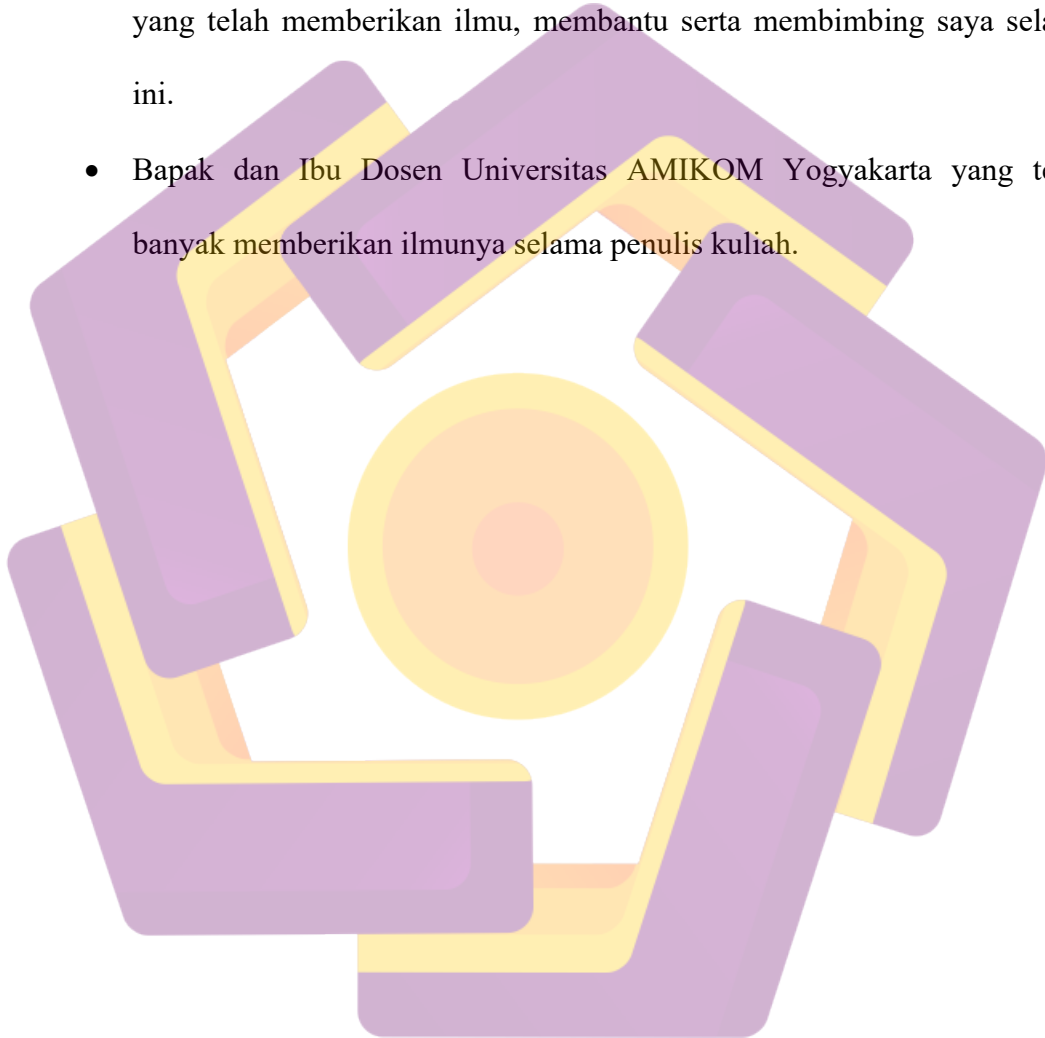 yang telah memberikan ilmu, membantu serta membimbing saya
ini.
• Bapak dan Ibu Dosen Universitas AMIKOM Yogyakarta yang
banyak memberikan ilmunya selama penulis kuliah.